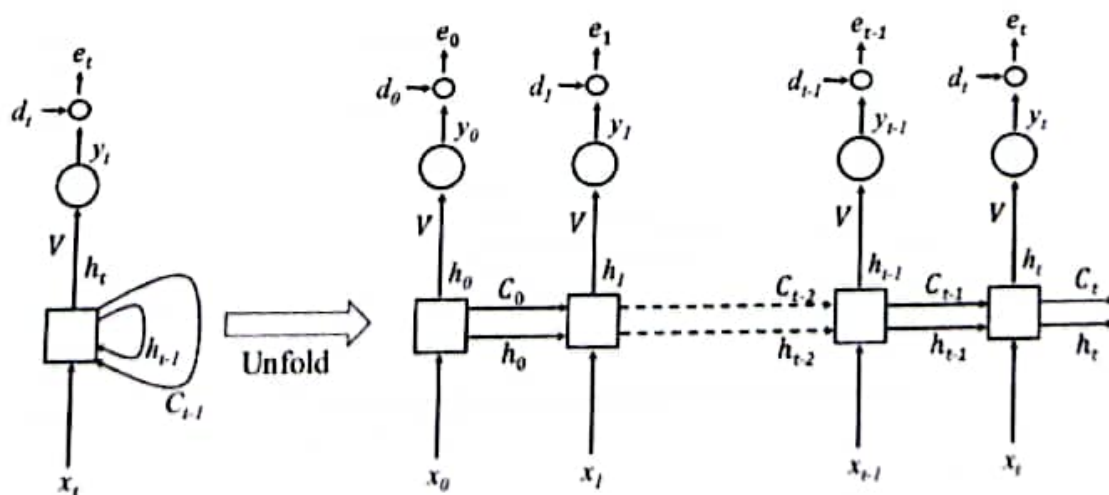 e_t e_0 e_1 e_{t-1} e_t
d_t d_0 d_1 d_{t-1} d_t
y_t y_0 y_1 y_{t-1} y_t
V V V V V
h_t h_0 h_1 h_{t-1} h_t
C_0 C_{t-2} C_{t-1} C_t
h_{t-1} h_0 h_{t-2} h_{t-1} h_t
Unfold
C_{t-1}
x_t x_0 x_1 x_{t-1} x_t